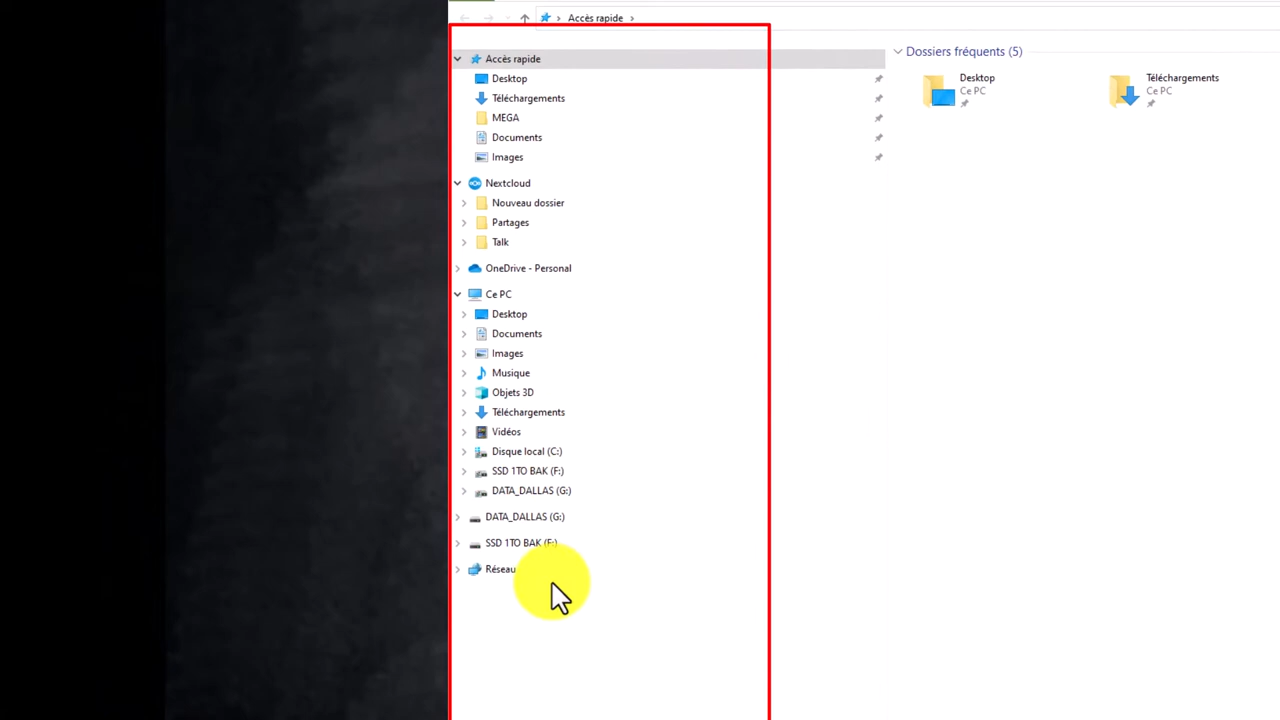 Accès rapide
Accès rapide
Desktop
Téléchargements
MEGA
Documents
Images
Nextcloud
Nouveau dossier
Partages
Talk
OneDrive - Personal
Ce PC
Desktop
Documents
Images
Musique
Objets 3D
Téléchargements
Vidéos
Disque local (C:)
SSD 1TO BAK (F:)
DATA_DALLAS (G:)
DATA_DALLAS (G:)
SSD 1TO BAK (F:)
Réseau
Dossiers fréquents (5)
Desktop
Ce PC
Téléchargements
Ce PC